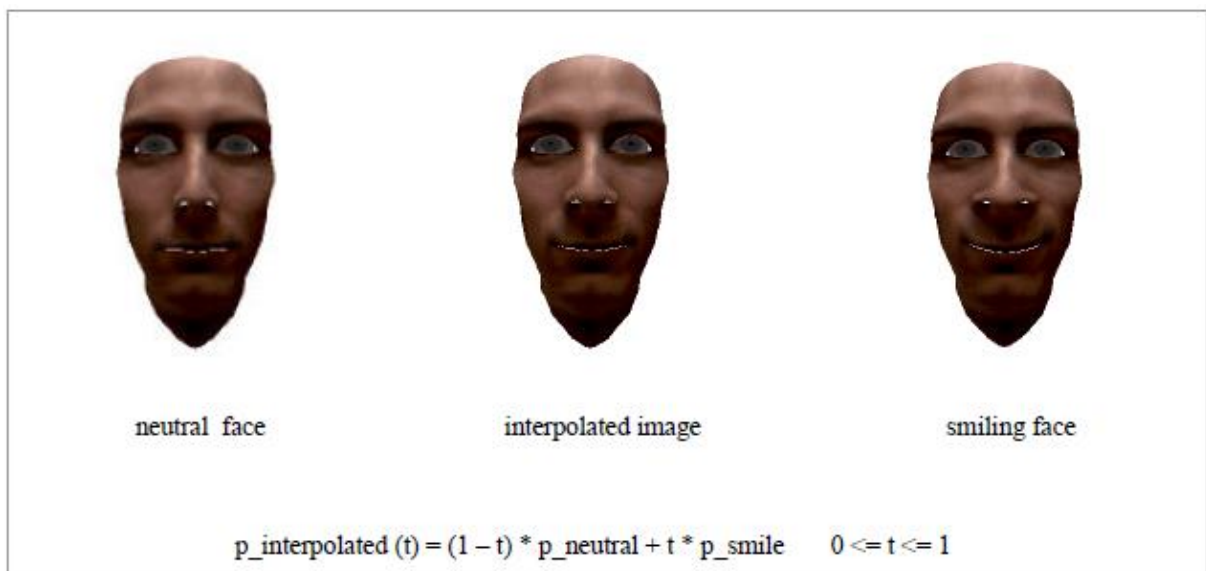 neutral face
interpolated image
smiling face
p_interpolated (t) = (1 – t) * p_neutral + t * p_smile 0 <= t <= 1